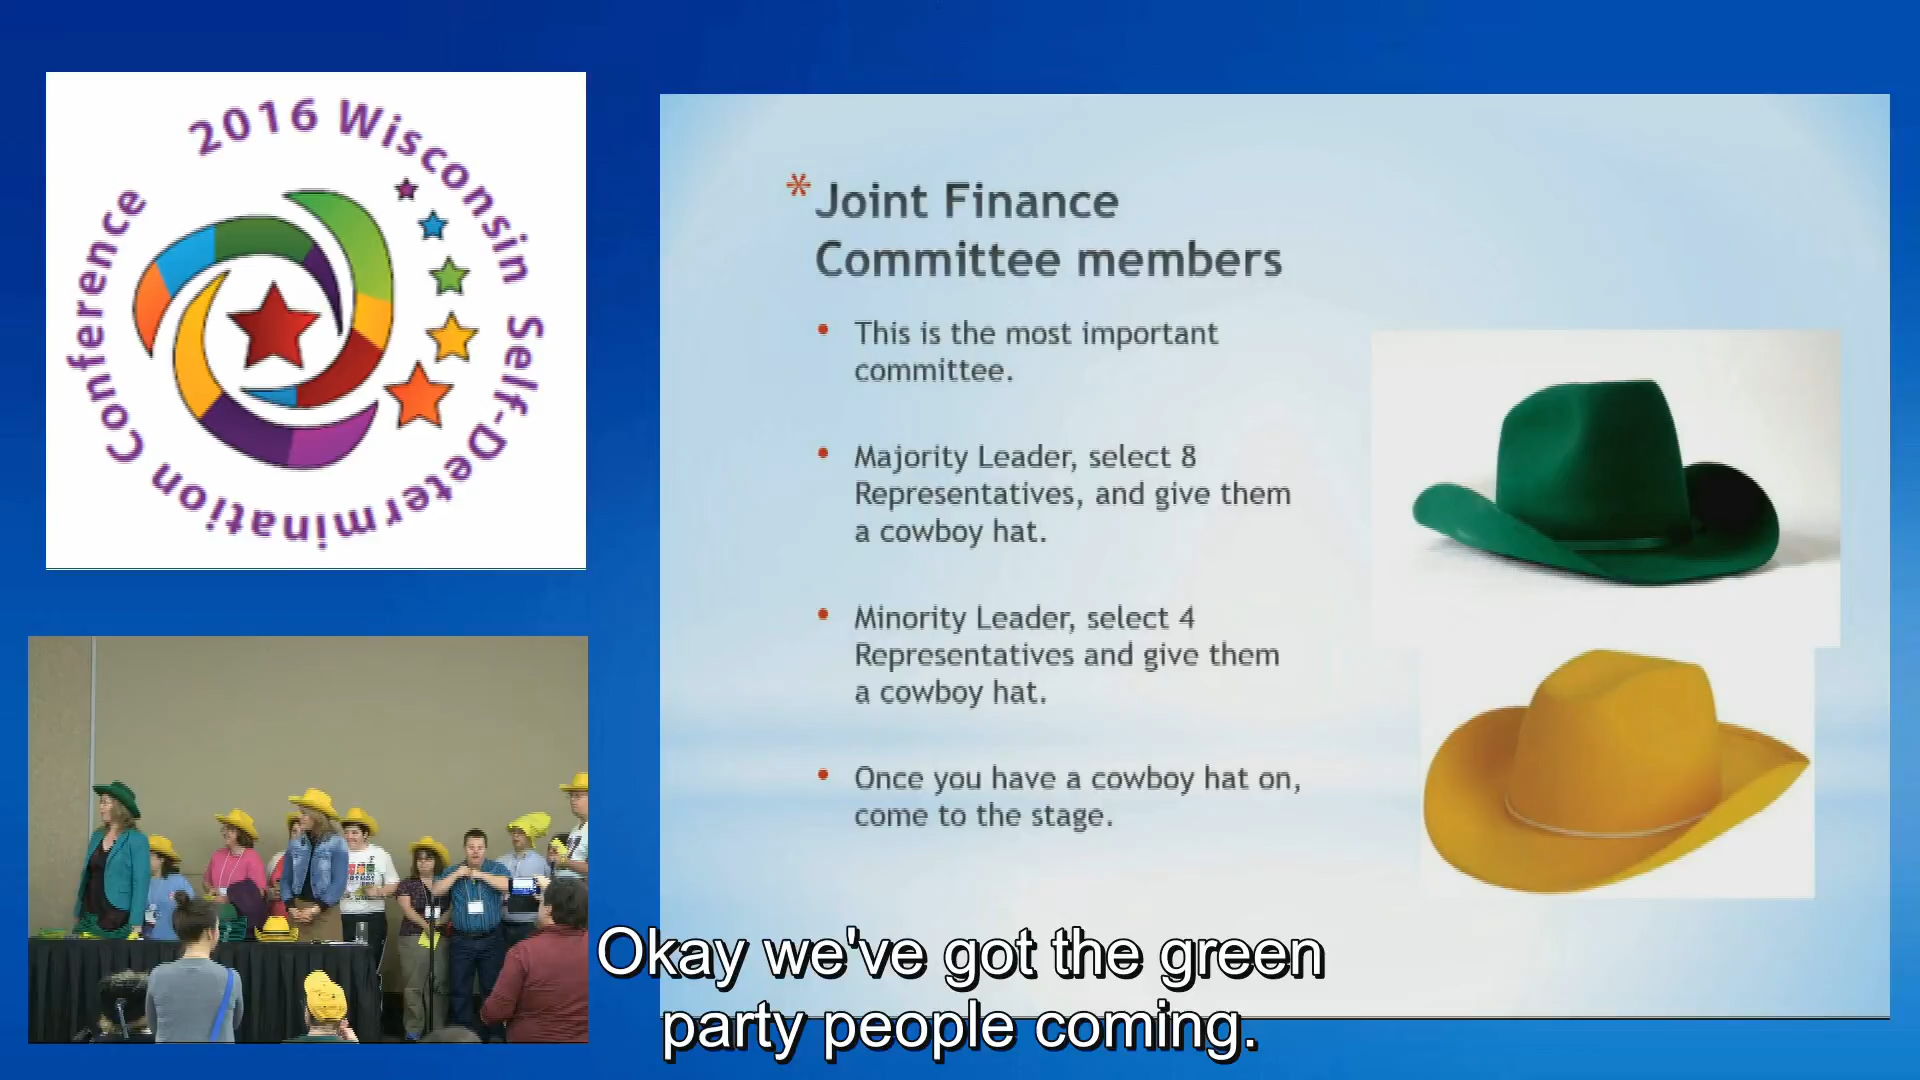 2016 Wisconsin Self-Determination Conference
* Joint Finance
Committee members
• This is the most important
committee.
• Majority Leader, select 8
Representatives, and give them
a cowboy hat.
• Minority Leader, select 4
Representatives and give them
a cowboy hat.
• Once you have a cowboy hat on,
come to the stage.
Okay we've got the green
party people coming.